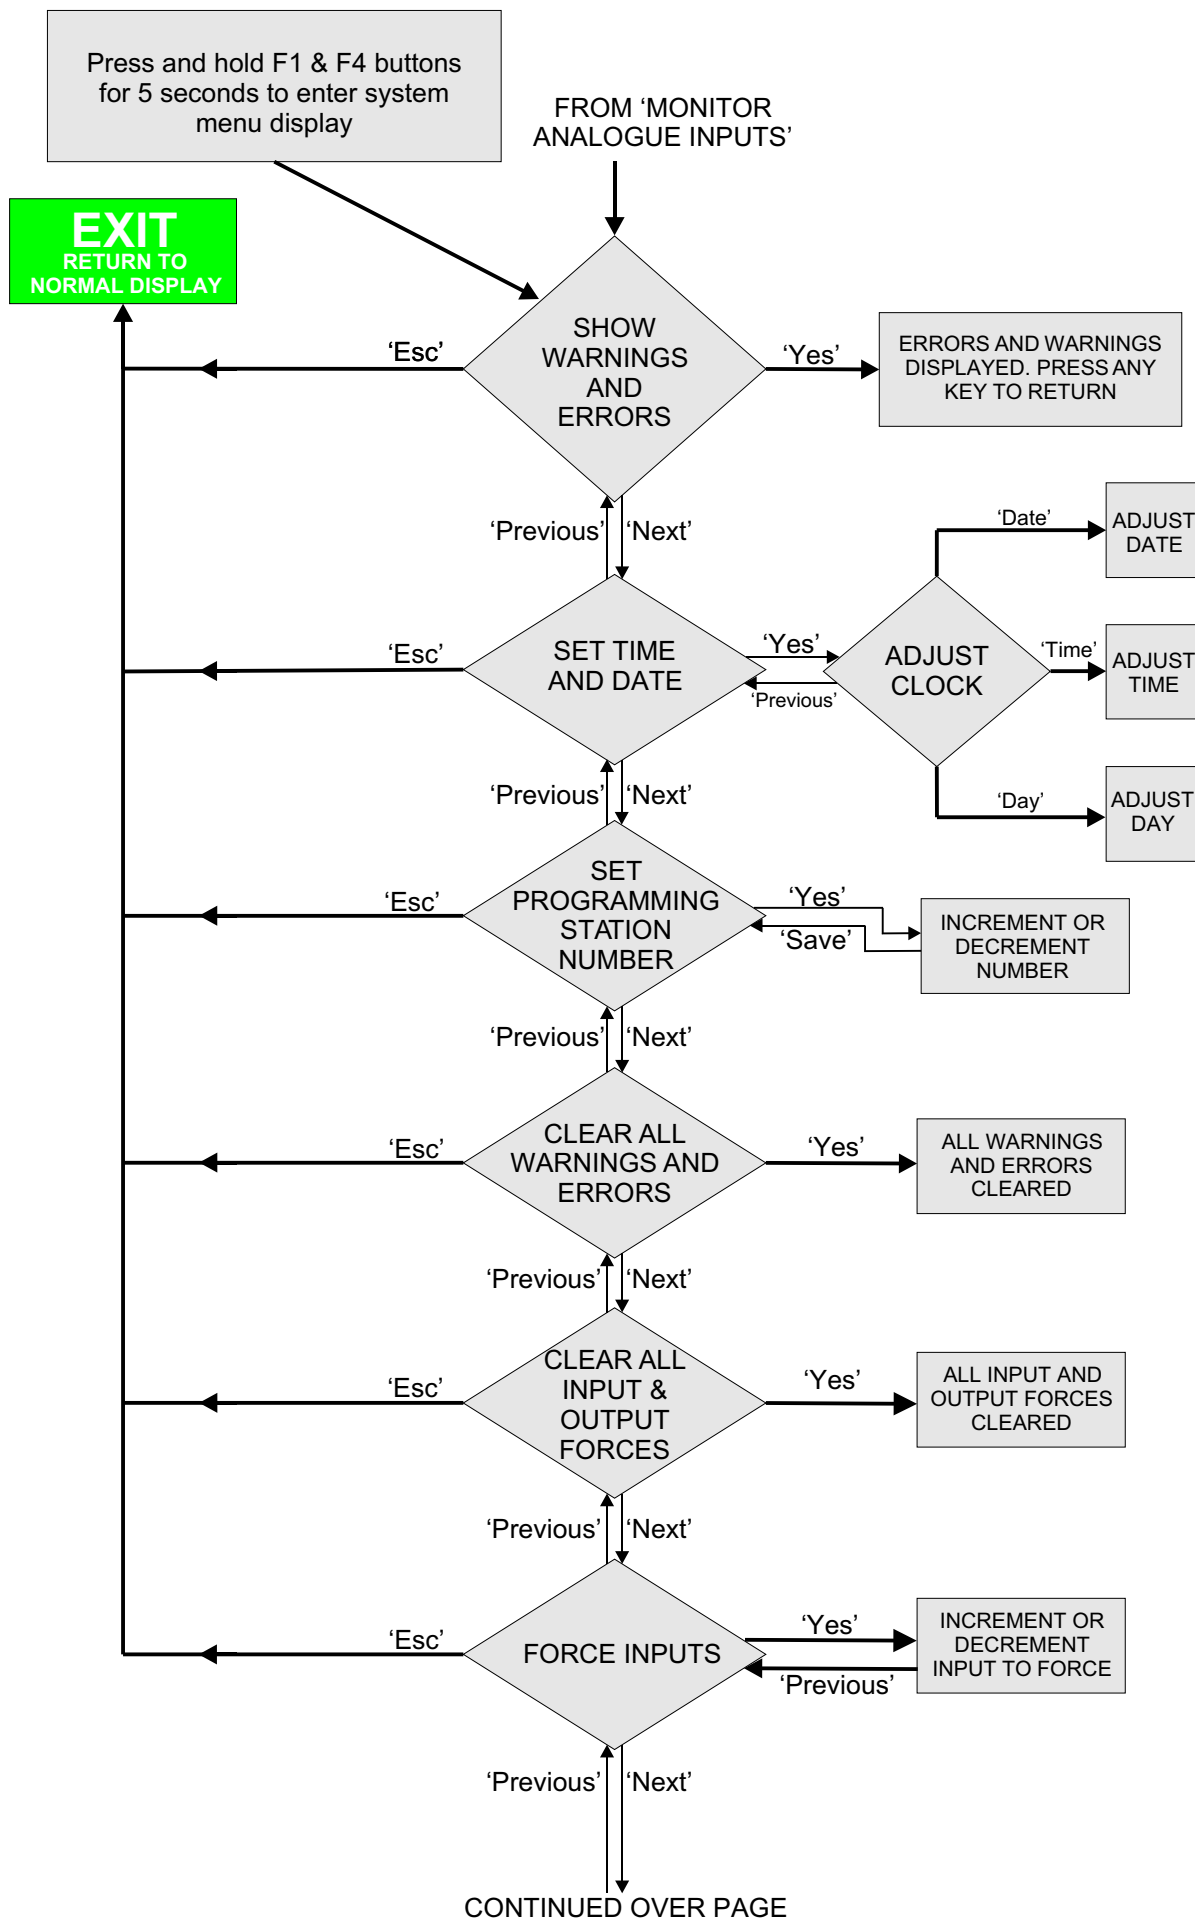 Press and hold F1 & F4 buttons
for 5 seconds to enter system
menu display
FROM ‘MONITOR
ANALOGUE INPUTS’
EXIT
RETURN TO
NORMAL DISPLAY
‘Esc’
SHOW
WARNINGS
AND
ERRORS
‘Yes’
ERRORS AND WARNINGS
DISPLAYED. PRESS ANY
KEY TO RETURN
‘Previous’
‘Next’
‘Esc’
SET TIME
AND DATE
‘Yes’
‘Previous’
ADJUST
CLOCK
‘Date’
ADJUST
DATE
‘Time’
ADJUST
TIME
‘Day’
ADJUST
DAY
‘Previous’
‘Next’
‘Esc’
SET
PROGRAMMING
STATION
NUMBER
‘Yes’
‘Save’
INCREMENT OR
DECREMENT
NUMBER
‘Previous’
‘Next’
‘Esc’
CLEAR ALL
WARNINGS AND
ERRORS
‘Yes’
ALL WARNINGS
AND ERRORS
CLEARED
‘Previous’
‘Next’
‘Esc’
CLEAR ALL
INPUT &
OUTPUT
FORCES
‘Yes’
ALL INPUT AND
OUTPUT FORCES
CLEARED
‘Previous’
‘Next’
‘Esc’
FORCE INPUTS
‘Yes’
‘Previous’
INCREMENT OR
DECREMENT
INPUT TO FORCE
‘Previous’
‘Next’
CONTINUED OVER PAGE